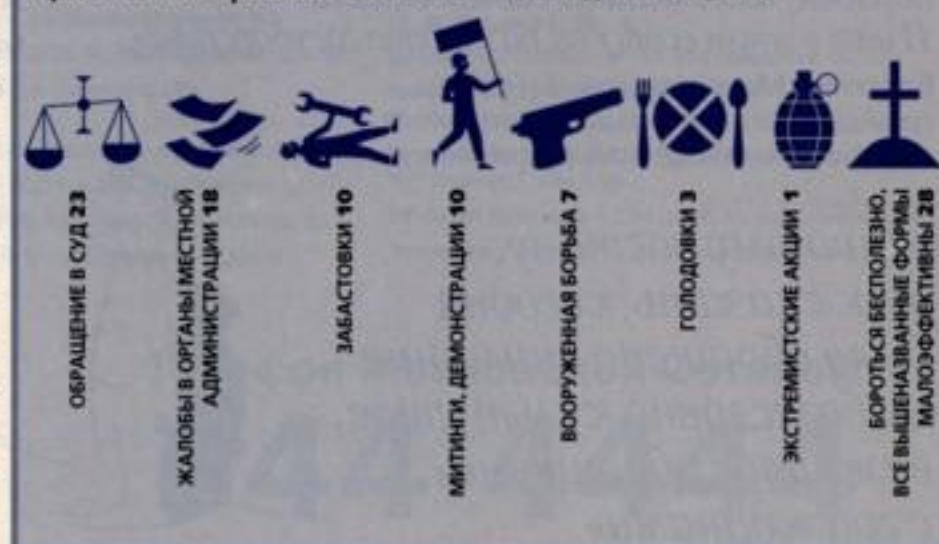 ОБРАЩЕНИЕ В СУД 23
ЖАЛОБЫ В ОРГАНЫ МЕСТНОЙ
АДМИНИСТРАЦИИ 18
ЗАБАСТОВКИ 10
МИТИНГИ, ДЕМОНСТРАЦИИ 10
ВООРУЖЕННАЯ БОРЬБА 7
ГОЛОДОВКИ 3
ЭКСТРЕМИСТСКИЕ АКЦИИ 1
БОРОТЬСЯ БЕСПОЛЕЗНО,
ВСЕ ВЫШЕНАЗВАННЫЕ ФОРМЫ
МАЛОЭФФЕКТИВНЫ 28